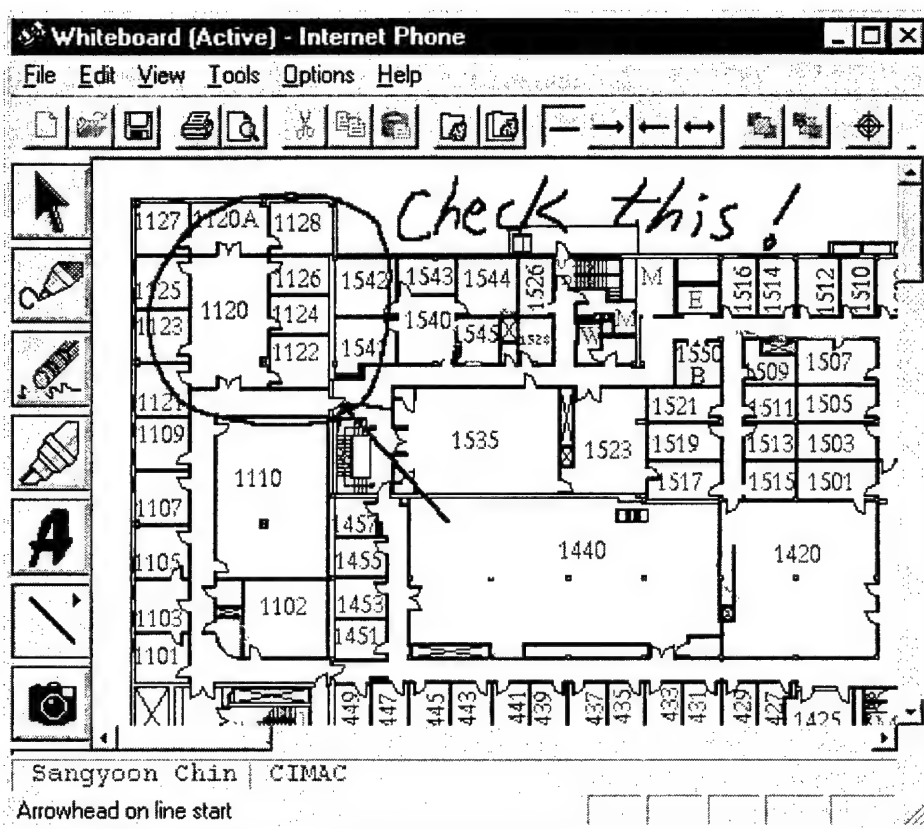 Whiteboard (Active) - Internet Phone
File Edit View Tools Options Help
Check this!
1127 1120A 1128
1542 1543 1544 1526 M 1516 1514 1512 1510
1125 1126
1120 1124 1540 E
1123 1122 1541 1545 M W
1550 B 1509 1507
1121 1521 1511 1505
1109 1535 1523 1519 1513 1503
1110 1517 1515 1501
1107 1457
1105 1455 1440 1420
1103 1102 1453
1101 1451
449 447 445 443 441 439 437 435 433 431 429 427 1425
Sangyoon Chin CIMAC
Arrowhead on line start